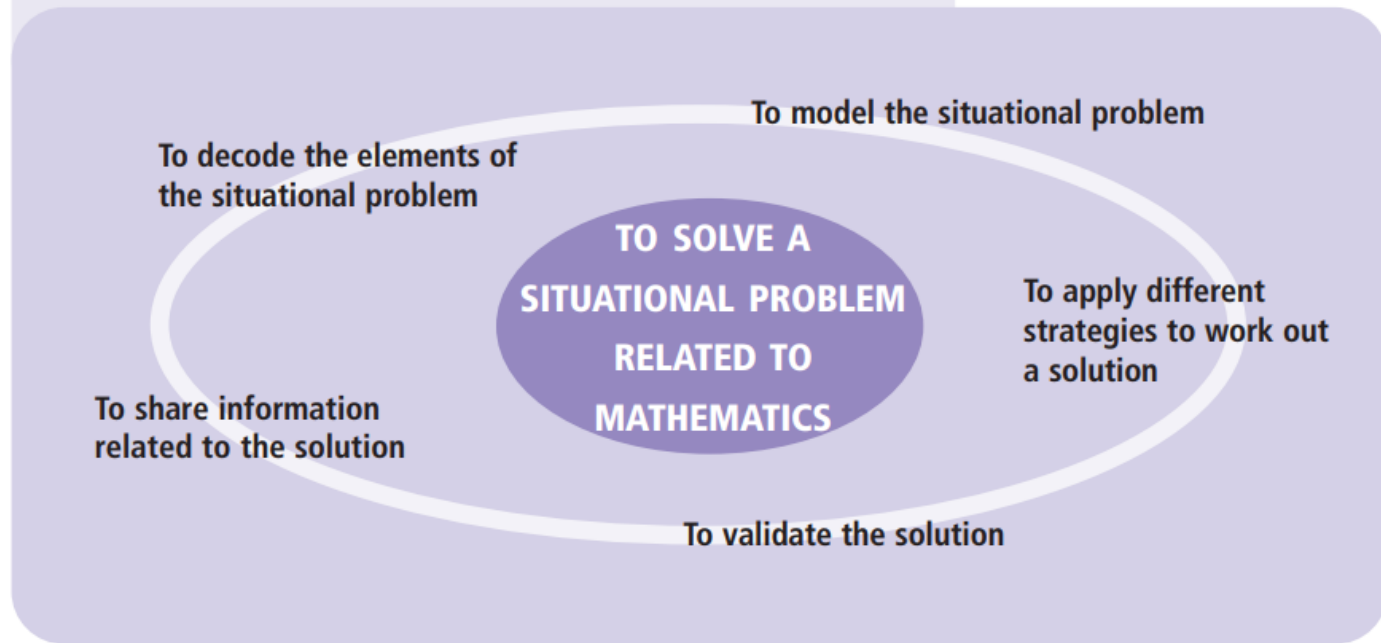 To model the situational problem
To decode the elements of
the situational problem
TO SOLVE A
SITUATIONAL PROBLEM
RELATED TO
MATHEMATICS
To apply different
strategies to work out
a solution
To share information
related to the solution
To validate the solution